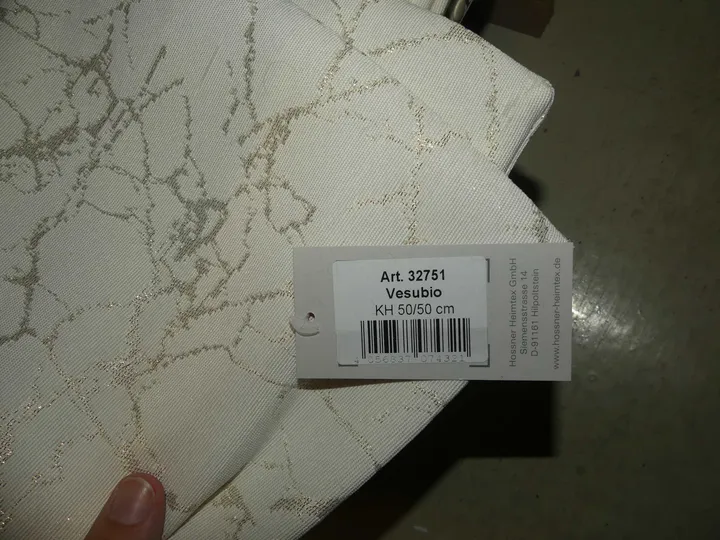 Art. 32751
Vesubio
KH 50/50 cm
Hossner Heimtex GmbH
Siemensstrasse 14
D-91161 Hilpoltstein
www.hossner-heimtex.de